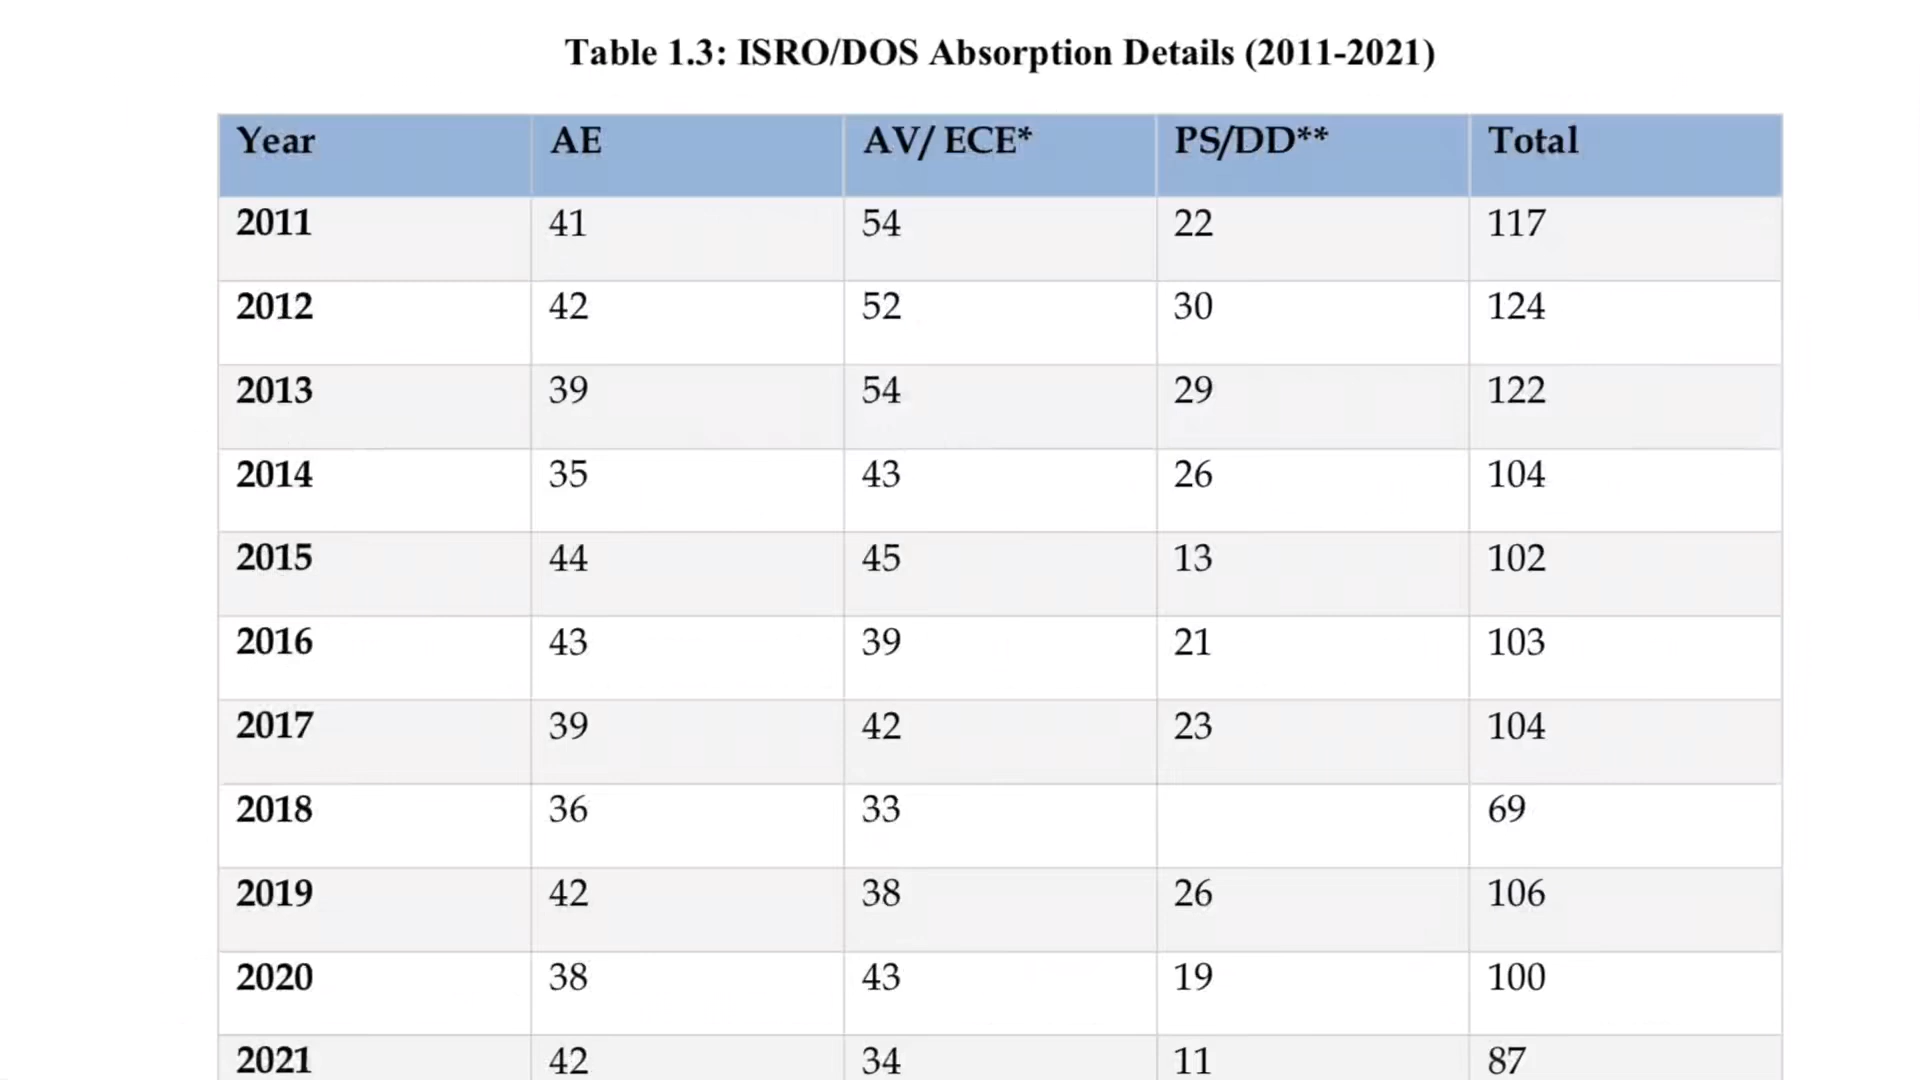 Table 1.3: ISRO/DOS Absorption Details (2011-2021)
Year AE AV/ ECE* PS/DD** Total
2011 41 54 22 117
2012 42 52 30 124
2013 39 54 29 122
2014 35 43 26 104
2015 44 45 13 102
2016 43 39 21 103
2017 39 42 23 104
2018 36 33 69
2019 42 38 26 106
2020 38 43 19 100
2021 42 34 11 87